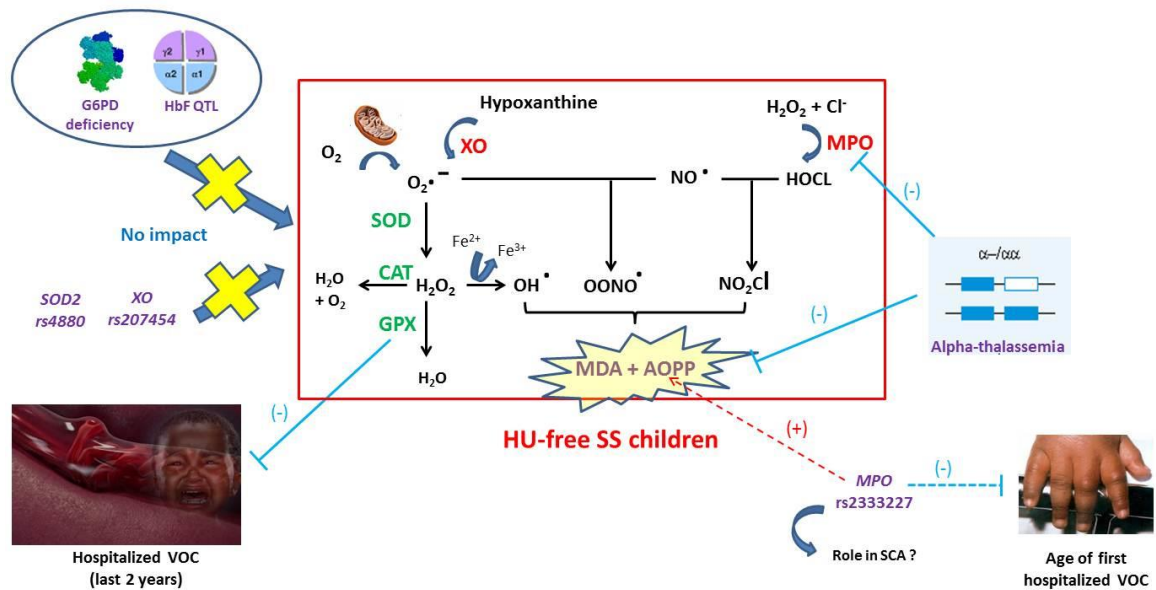 γ2 γ1
α2 α1
G6PD
deficiency
HbF QTL
No impact
SOD2
rs4880
XO
rs207454
Hypoxanthine
O₂
XO
O₂•⁻
H₂O₂ + Cl⁻
MPO
HOCL
NO•
SOD
CAT
GPX
Fe²⁺
Fe³⁺
H₂O
+ O₂
H₂O₂
OH•
OONO•
NO₂Cl
H₂O
MDA + AOPP
HU-free SS children
(-)
(-)
(-)
α–/αα
Alpha-thalassemia
(+)
(-)
MPO
rs2333227
Role in SCA ?
Hospitalized VOC
(last 2 years)
Age of first
hospitalized VOC